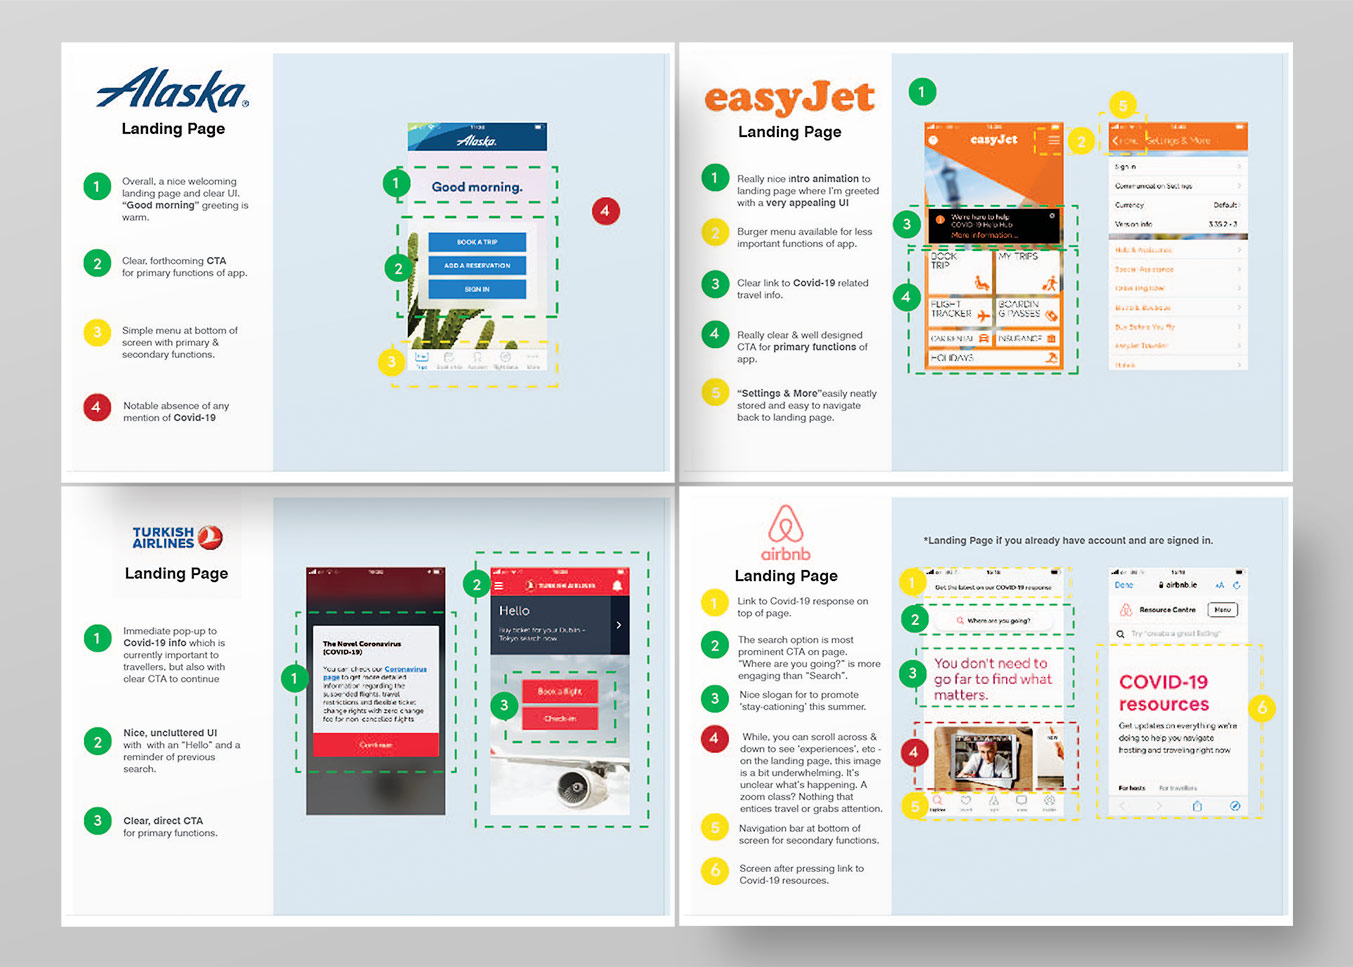 Alaska®
Landing Page
1
Overall, a nice welcoming
landing page and clear UI.
“Good morning” greeting is
warm.
2
Clear, forthcoming CTA
for primary functions of app.
3
Simple menu at bottom of
screen with primary &
secondary functions.
4
Notable absence of any
mention of Covid-19
Alaska
1
Good morning.
4
2
BOOK A TRIP
ADD A RESERVATION
SIGN IN
3
Trips
Account
More
easyJet
Landing Page
1
Really nice intro animation to
landing page where I'm greeted
with a very appealing UI
2
Burger menu available for less
important functions of app.
3
Clear link to Covid-19 related
travel info.
4
Really clear & well designed
CTA for primary functions of
app.
5
“Settings & More”easily neatly
stored and easy to navigate
back to landing page.
1
easyJet
2
3
We're here to help
COVID-19 Help Hub
More information...
4
BOOK
TRIP
MY TRIPS
FLIGHT
TRACKER
BOARDIN
G PASSES
CAR RENTAL
INSURANCE
HOLIDAYS
5
HOME
Settings & More
Sign in
Communication Settings
Currency
Default
Version info
Help & Assistance
Special Assistance
Buy Before You Fly
easyJet Traveller
Hotels
TURKISH
AIRLINES
Landing Page
1
Immediate pop-up to
Covid-19 info which is
currently important to
travellers, but also with
clear CTA to continue
2
Nice, uncluttered UI
with  with an “Hello” and a
reminder of previous
search.
3
Clear, direct CTA
for primary functions.
1
The Novel Coronavirus
(COVID-19)
You can check our Coronavirus
page to get more detailed
information regarding the
suspended flights, travel
restrictions and flexible ticket
change rights with zero change
fee for non-cancelled flights
Continue
2
TURKISH AIRLINES
Hello
Buy ticket for your Dublin -
Tokyo search now
3
Book a flight
Check-in
airbnb
Landing Page
1
Link to Covid-19 response on
top of page.
2
The search option is most
prominent CTA on page.
“Where are you going?” is more
engaging than “Search”.
3
Nice slogan for to promote
'stay-cationing' this summer.
4
While, you can scroll across &
down to see 'experiences', etc -
on the landing page, this image
is a bit underwhelming. It's
unclear what's happening. A
zoom class? Nothing that
entices travel or grabs attention.
5
Navigation bar at bottom of
screen for secondary functions.
6
Screen after pressing link to
Covid-19 resources.
*Landing Page if you already have account and are signed in.
1
Get the latest on our COVID-19 response
2
Where are you going?
3
You don't need to
go far to find what
matters.
4
NEW
5
Done
airbnb.ie
AA
Resource Centre
Menu
Try “create a great listing”
COVID-19
resources
6
Get updates on everything we're
doing to help you navigate
hosting and traveling right now
For hosts
For travellers